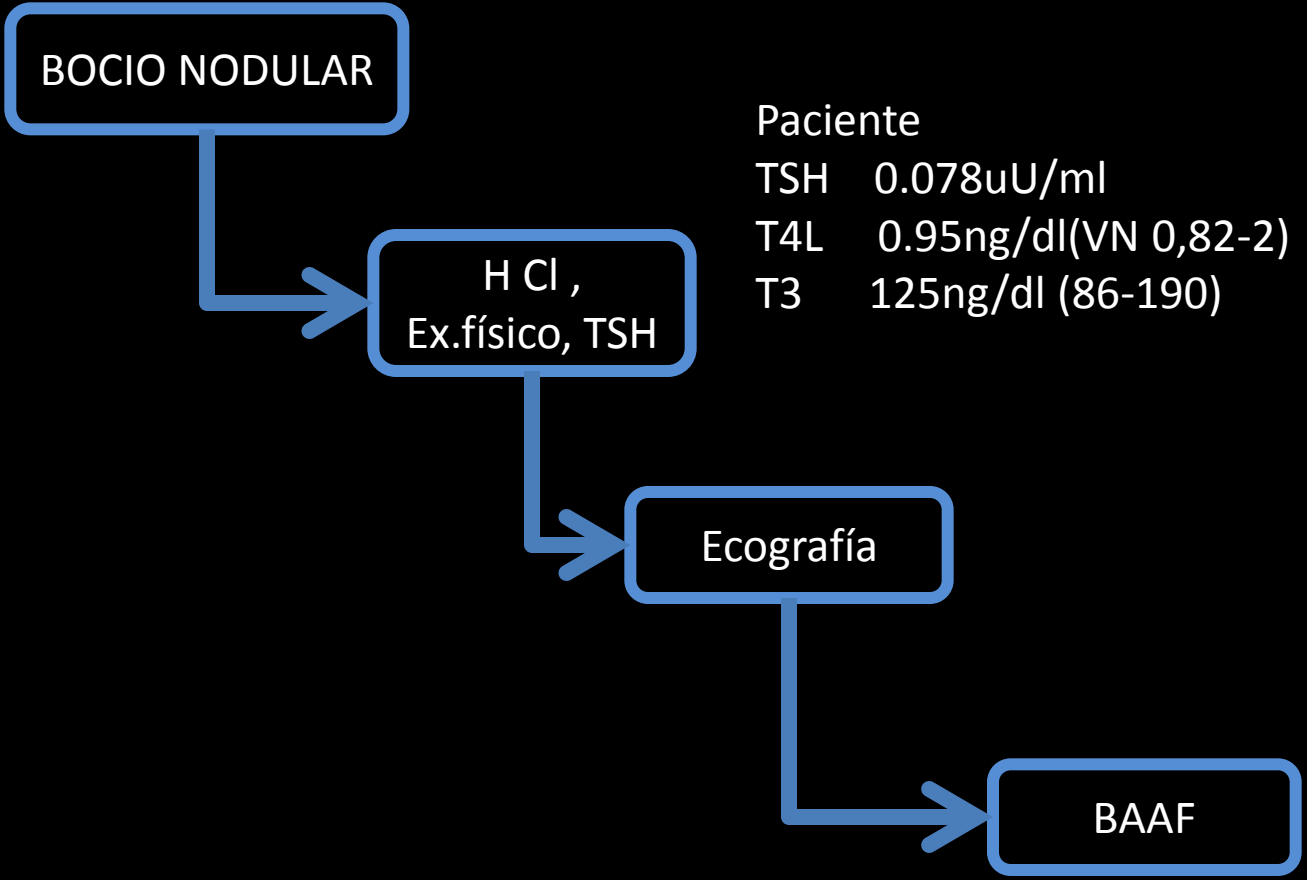 BOCIO NODULAR
Paciente
TSH 0.078uU/ml
T4L 0.95ng/dl(VN 0,82-2)
T3 125ng/dl (86-190)
H Cl ,
Ex.físico, TSH
Ecografía
BAAF